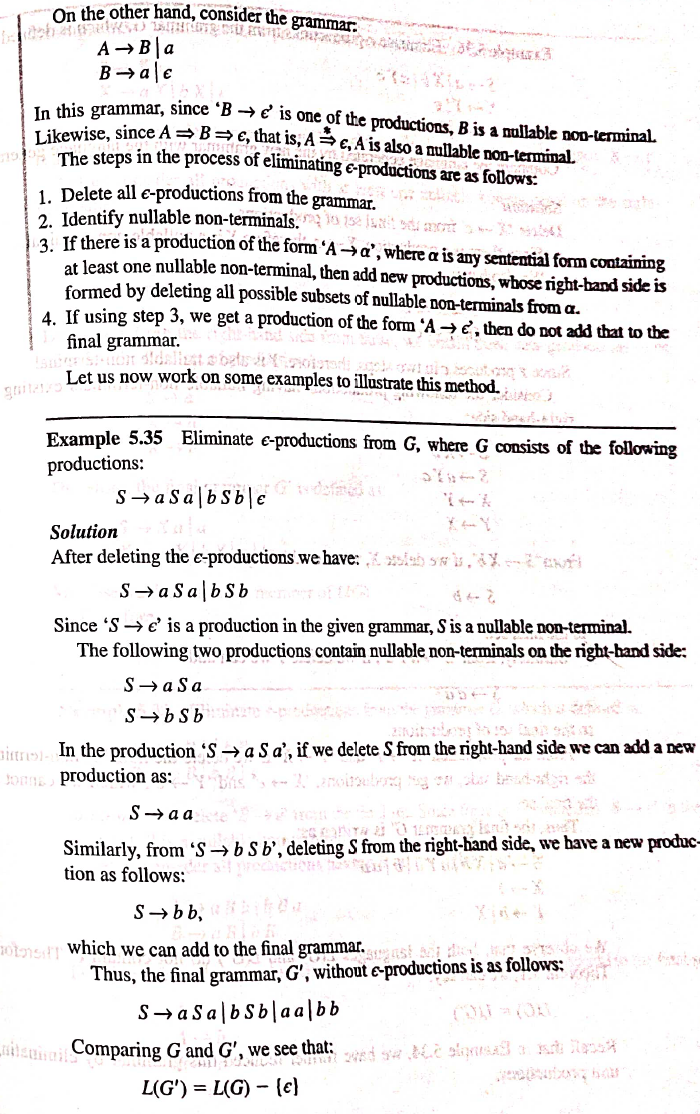 On the other hand, consider the grammar:
A → B | a
B → a | ϵ
In this grammar, since ‘B → ϵ’ is one of the productions, B is a nullable non-terminal.
Likewise, since A ⇒ B ⇒ ϵ, that is, A ⇒* ϵ, A is also a nullable non-terminal.
The steps in the process of eliminating ϵ-productions are as follows:
1. Delete all ϵ-productions from the grammar.
2. Identify nullable non-terminals.
3. If there is a production of the form ‘A → α’, where α is any sentential form containing
at least one nullable non-terminal, then add new productions, whose right-hand side is
formed by deleting all possible subsets of nullable non-terminals from α.
4. If using step 3, we get a production of the form ‘A → ϵ’, then do not add that to the
final grammar.
Let us now work on some examples to illustrate this method.
Example 5.35 Eliminate ϵ-productions from G, where G consists of the following
productions:
S → a S a | b S b | ϵ
Solution
After deleting the ϵ-productions we have:
S → a S a | b S b
Since ‘S → ϵ’ is a production in the given grammar, S is a nullable non-terminal.
The following two productions contain nullable non-terminals on the right-hand side:
S → a S a
S → b S b
In the production ‘S → a S a’, if we delete S from the right-hand side we can add a new
production as:
S → a a
Similarly, from ‘S → b S b’, deleting S from the right-hand side, we have a new produc-
tion as follows:
S → b b,
which we can add to the final grammar.
Thus, the final grammar, G′, without ϵ-productions is as follows:
S → a S a | b S b | a a | b b
Comparing G and G′, we see that:
L(G′) = L(G) − {ϵ}